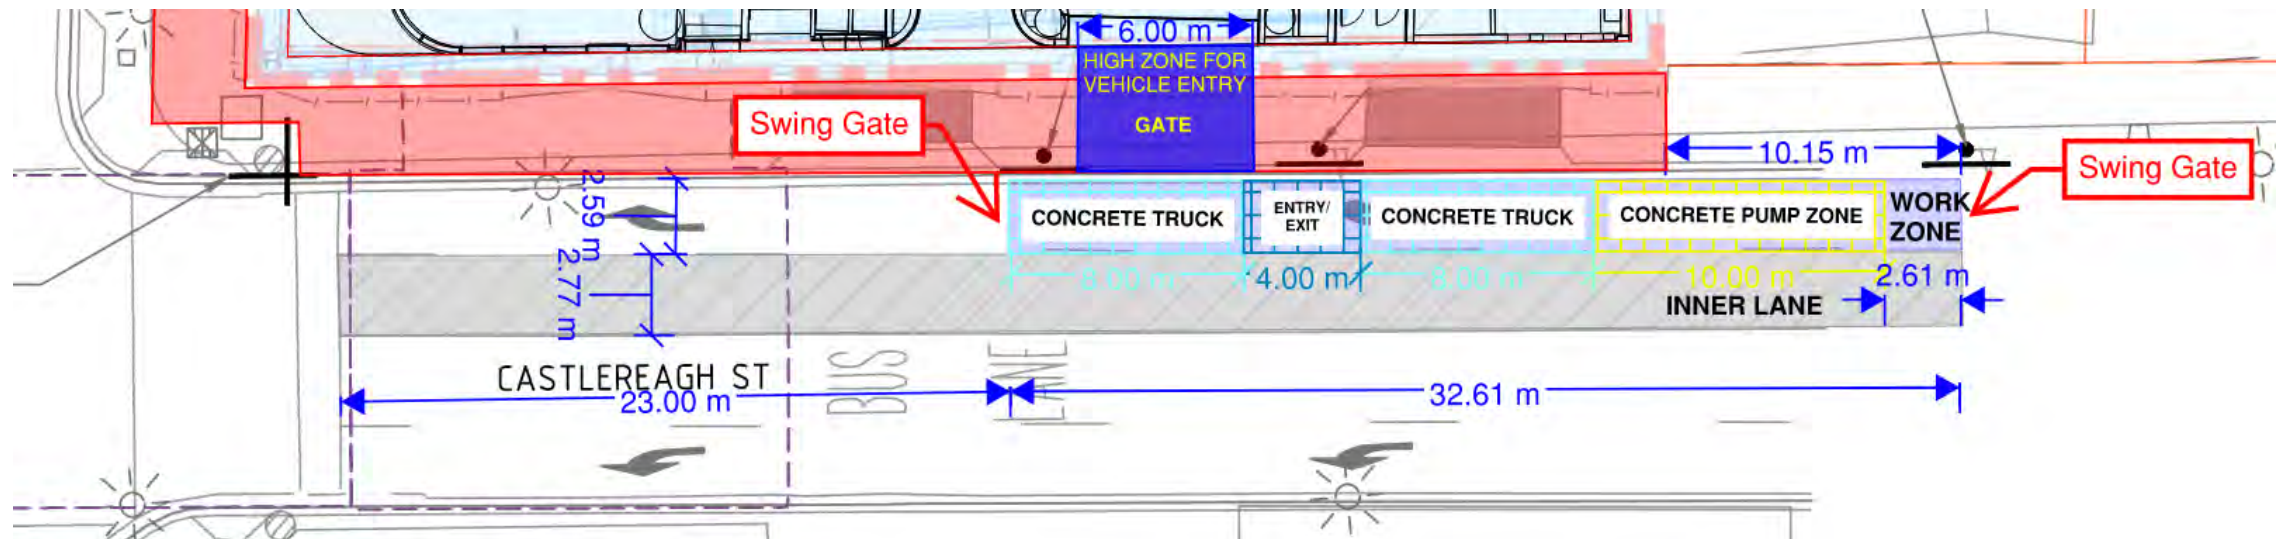 6.00 m
HIGH ZONE FOR
VEHICLE ENTRY
GATE
Swing Gate
10.15 m
Swing Gate
2.59 m
2.77 m
CONCRETE TRUCK
ENTRY/
EXIT
CONCRETE TRUCK
CONCRETE PUMP ZONE
WORK
ZONE
8.00 m
4.00 m
8.00 m
10.00 m
2.61 m
INNER LANE
CASTLEREAGH ST
BUS
LANE
23.00 m
32.61 m